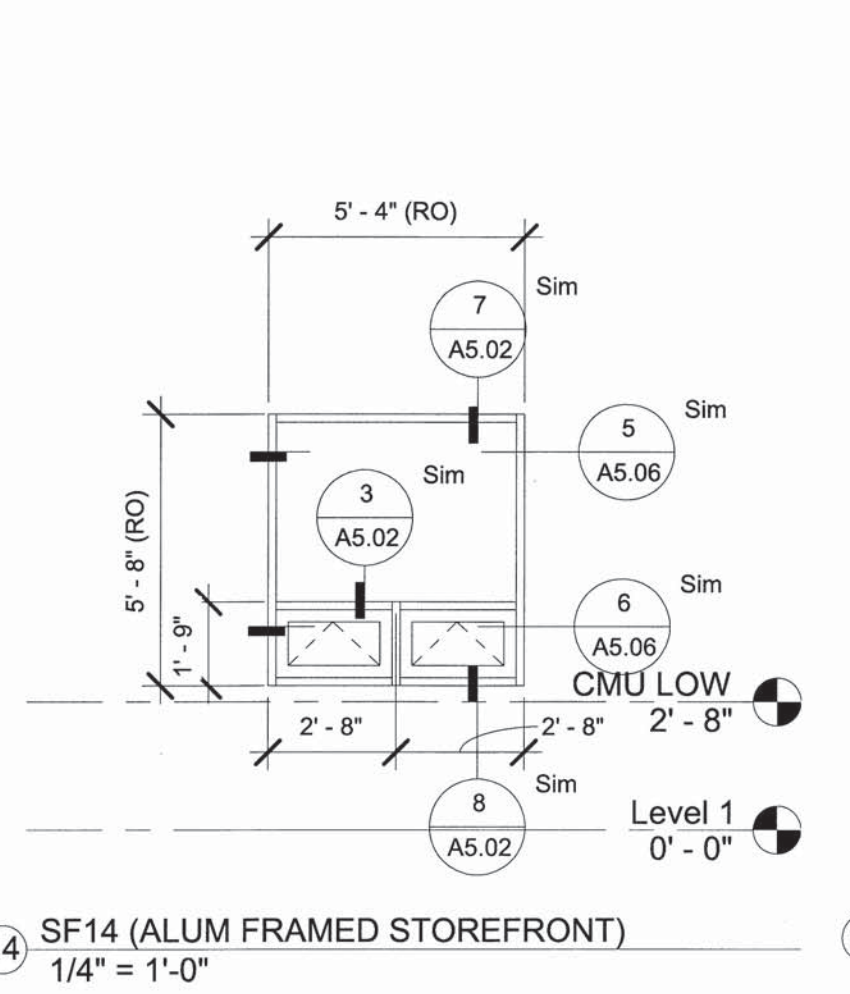 5' - 4" (RO)
Sim
7
A5.02
Sim
5
A5.06
Sim
3
A5.02
5' - 8" (RO)
Sim
6
A5.06
1' - 9"
CMU LOW
2' - 8"
2' - 8"
2' - 8"
Sim
8
A5.02
Level 1
0' - 0"
4
SF14 (ALUM FRAMED STOREFRONT)
1/4" = 1'-0"